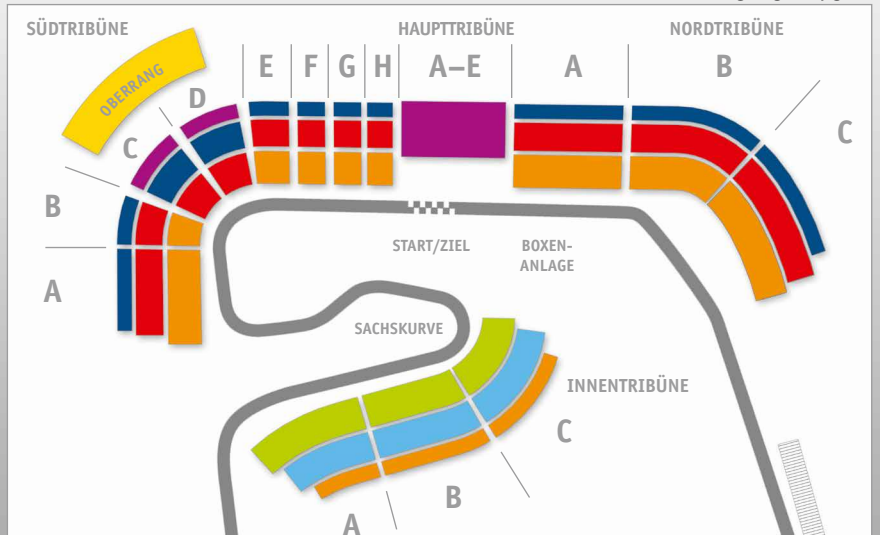 SÜDTRIBÜNE
HAUPTTRIBÜNE
NORDTRIBÜNE
OBERRANG
A
B
C
D
E
F
G
H
A–E
A
B
C
START/ZIEL
BOXEN-
ANLAGE
SACHSKURVE
INNENTRIBÜNE
A
B
C